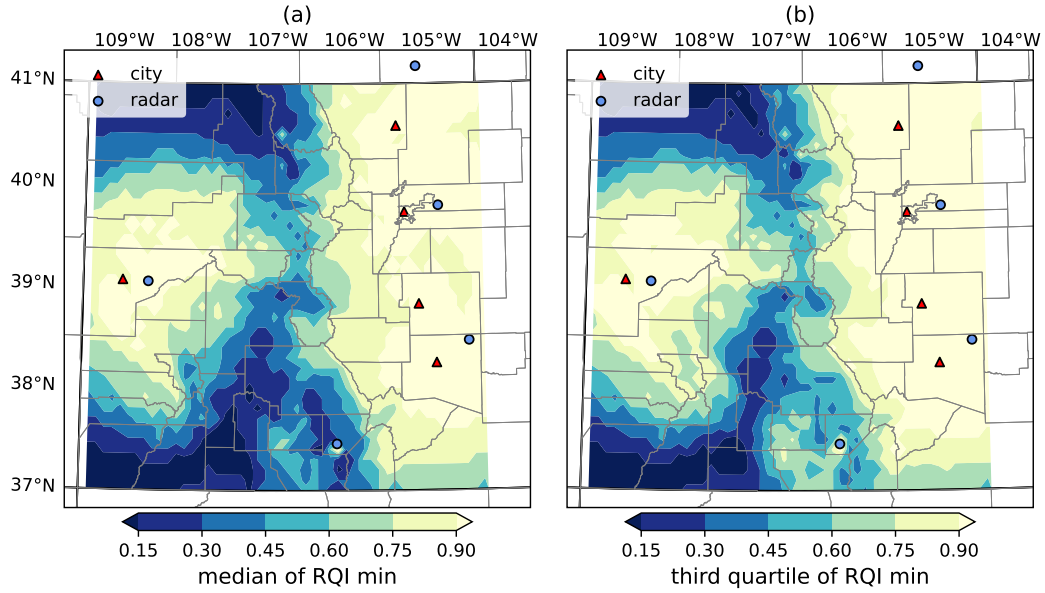 (a)
109°W 108°W 107°W 106°W 105°W 104°W
41°N
40°N
39°N
38°N
37°N
city
radar
0.15 0.30 0.45 0.60 0.75 0.90
median of RQI min
(b)
109°W 108°W 107°W 106°W 105°W 104°W
city
radar
0.15 0.30 0.45 0.60 0.75 0.90
third quartile of RQI min